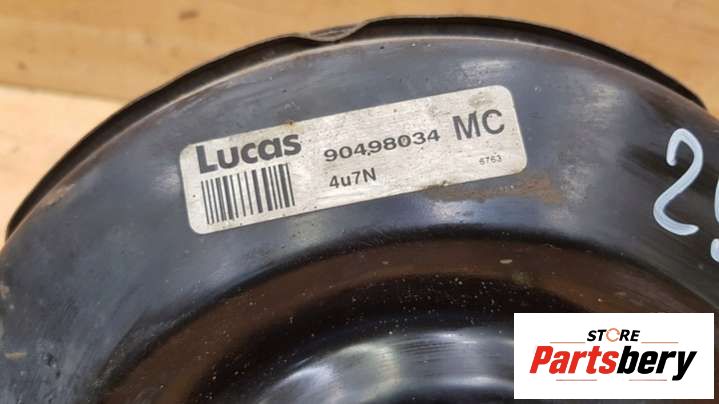 Lucas 90498034 MC
4u7N 6763
STORE
Partsbery